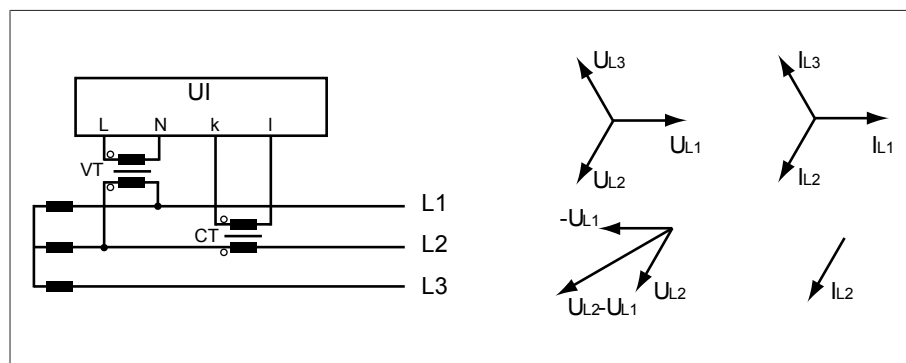 UI
L N k l
VT
CT
L1
L2
L3
UL3
UL1
UL2
IL3
IL1
IL2
-UL1
UL2
UL2-UL1
IL2